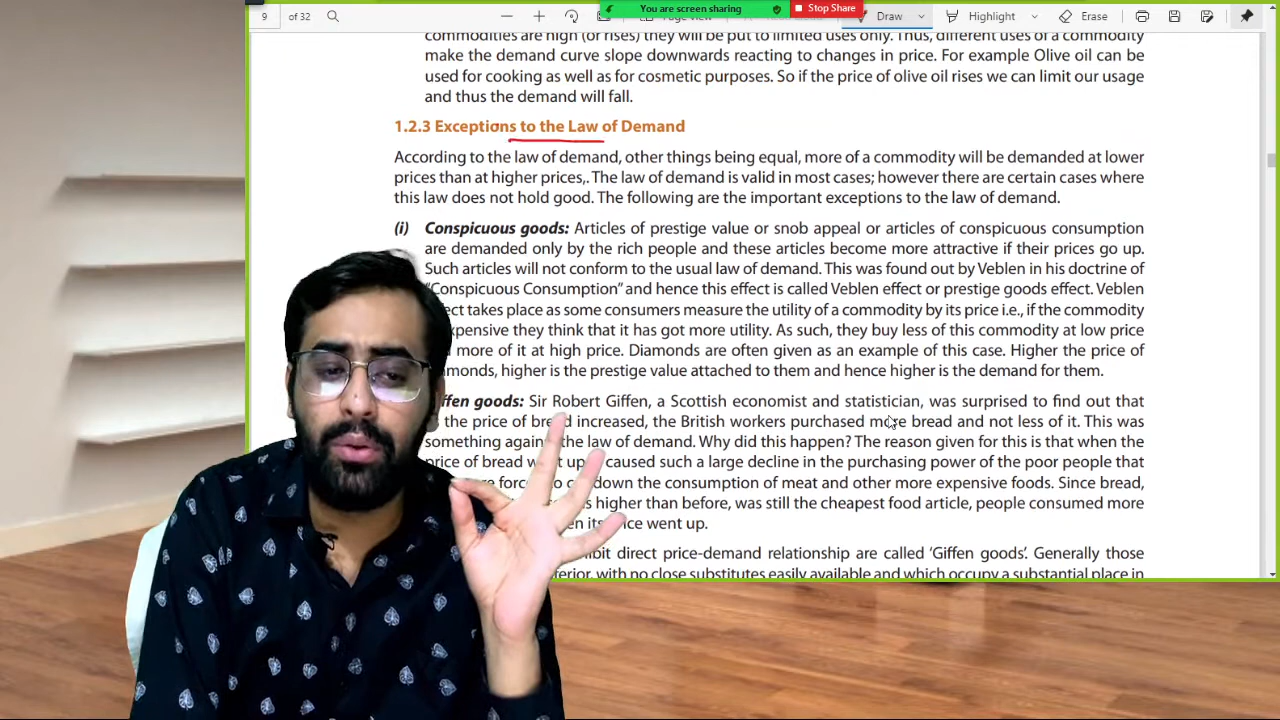 9 of 32
You are screen sharing
Stop Share
Page view
Draw
Highlight
Erase
commodities are high (or rises) they will be put to limited uses only. Thus, different uses of a commodity
make the demand curve slope downwards reacting to changes in price. For example Olive oil can be
used for cooking as well as for cosmetic purposes. So if the price of olive oil rises we can limit our usage
and thus the demand will fall.
1.2.3 Exceptions to the Law of Demand
According to the law of demand, other things being equal, more of a commodity will be demanded at lower
prices than at higher prices,. The law of demand is valid in most cases; however there are certain cases where
this law does not hold good. The following are the important exceptions to the law of demand.
(i) Conspicuous goods: Articles of prestige value or snob appeal or articles of conspicuous consumption
are demanded only by the rich people and these articles become more attractive if their prices go up.
Such articles will not conform to the usual law of demand. This was found out by Veblen in his doctrine of
“Conspicuous Consumption” and hence this effect is called Veblen effect or prestige goods effect. Veblen
takes place as some consumers measure the utility of a commodity by its price i.e., if the commodity
they think that it has got more utility. As such, they buy less of this commodity at low price
more of it at high price. Diamonds are often given as an example of this case. Higher the price of
higher is the prestige value attached to them and hence higher is the demand for them.
goods: Sir Robert Giffen, a Scottish economist and statistician, was surprised to find out that
the price of bread increased, the British workers purchased more bread and not less of it. This was
something against the law of demand. Why did this happen? The reason given for this is that when the
price of bread went up caused such a large decline in the purchasing power of the poor people that
down the consumption of meat and other more expensive foods. Since bread,
higher than before, was still the cheapest food article, people consumed more
its price went up.
direct price-demand relationship are called ‘Giffen goods’. Generally those
with no close substitutes easily available and which occupy a substantial place in